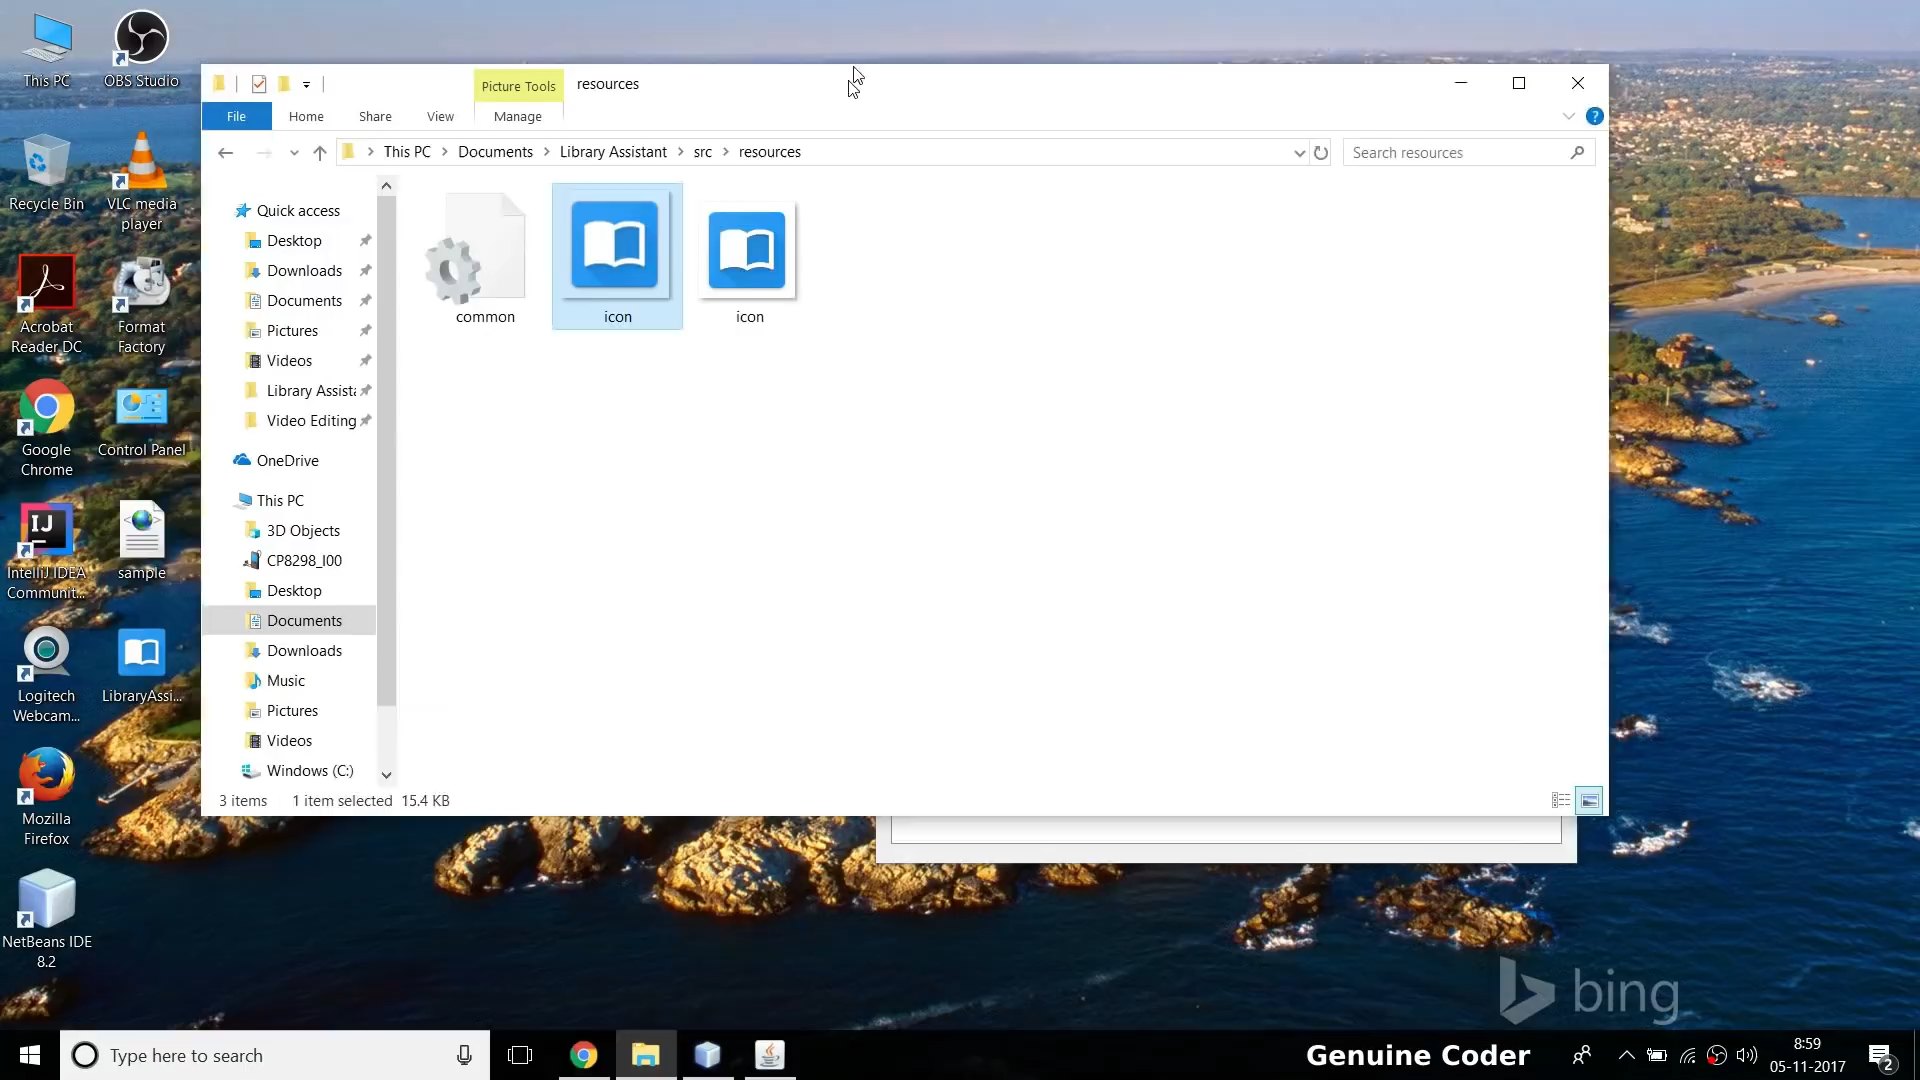 This PC
OBS Studio
Recycle Bin
VLC media
player
Acrobat
Reader DC
Format
Factory
Google
Chrome
Control Panel
IntelliJ IDEA
Communit...
sample
Logitech
Webcam...
LibraryAssi...
Mozilla
Firefox
NetBeans IDE
8.2
Picture Tools
resources
File
Home
Share
View
Manage
This PC
Documents
Library Assistant
src
resources
Search resources
Quick access
Desktop
Downloads
Documents
Pictures
Videos
Library Assista
Video Editing
OneDrive
This PC
3D Objects
CP8298_I00
Desktop
Documents
Downloads
Music
Pictures
Videos
Windows (C:)
common
icon
icon
3 items 1 item selected 15.4 KB
bing
Type here to search
Genuine Coder
8:59
05-11-2017
2